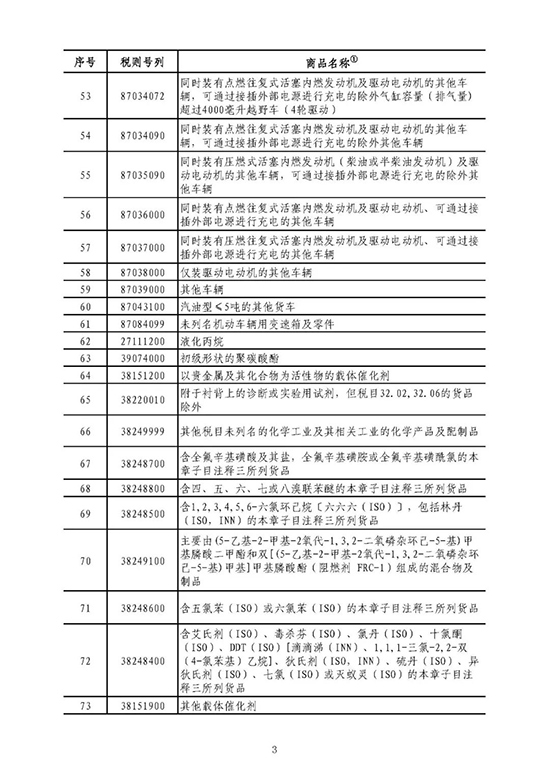 序号 税则号列 商品名称①
53 87034072 同时装有点燃往复式活塞内燃发动机及驱动电动机的其他车
辆，可通过接插外部电源进行充电的除外气缸容量（排气量）
超过4000毫升越野车（4轮驱动）
54 87034090 同时装有点燃往复式活塞内燃发动机及驱动电动机的其他车
辆，可通过接插外部电源进行充电的除外其他车辆
55 87035090 同时装有压燃式活塞内燃发动机（柴油或半柴油发动机）及驱
动电动机的其他车辆，可通过接插外部电源进行充电的除外其
他车辆
56 87036000 同时装有点燃往复式活塞内燃发动机及驱动电动机、可通过接
插外部电源进行充电的其他车辆
57 87037000 同时装有压燃往复式活塞内燃发动机及驱动电动机、可通过接
插外部电源进行充电的其他车辆
58 87038000 仅装驱动电动机的其他车辆
59 87039000 其他车辆
60 87043100 汽油型≤5吨的其他货车
61 87084099 未列名机动车辆用变速箱及零件
62 27111200 液化丙烷
63 39074000 初级形状的聚碳酸酯
64 38151200 以贵金属及其化合物为活性物的载体催化剂
65 38220010 附于衬背上的诊断或实验用试剂，但税目32.02,32.06的货品
除外
66 38249999 其他税目未列名的化学工业及其相关工业的化学产品及配制品
67 38248700 含全氟辛基磺酸及其盐，全氟辛基磺胺或全氟辛基磺酰氯的本
章子目注释三所列货品
68 38248800 含四、五、六、七或八溴联苯醚的本章子目注释三所列货品
69 38248500 含1,2,3,4,5,6-六氯环己烷〔六六六（ISO）〕，包括林丹
（ISO，INN）的本章子目注释三所列货品
70 38249100 主要由(5-乙基-2-甲基-2氧代-1,3,2-二氧磷杂环己-5-基)甲
基膦酸二甲酯和双[(5-乙基-2-甲基-2氧代-1,3,2-二氧磷杂环
己-5-基)甲基]甲基膦酸酯（阻燃剂 FRC-1）组成的混合物及
制品
71 38248600 含五氯苯（ISO）或六氯苯（ISO）的本章子目注释三所列货品
72 38248400 含艾氏剂（ISO）、毒杀芬（ISO）、氯丹（ISO）、十氯酮
（ISO）、DDT（ISO）[滴滴涕（INN）、1,1,1-三氯-2,2-双
（4-氯苯基）乙烷]、狄氏剂（ISO，INN）、硫丹（ISO）、异
狄氏剂（ISO）、七氯（ISO）或灭蚁灵（ISO）的本章子目注
释三所列货品
73 38151900 其他载体催化剂
3